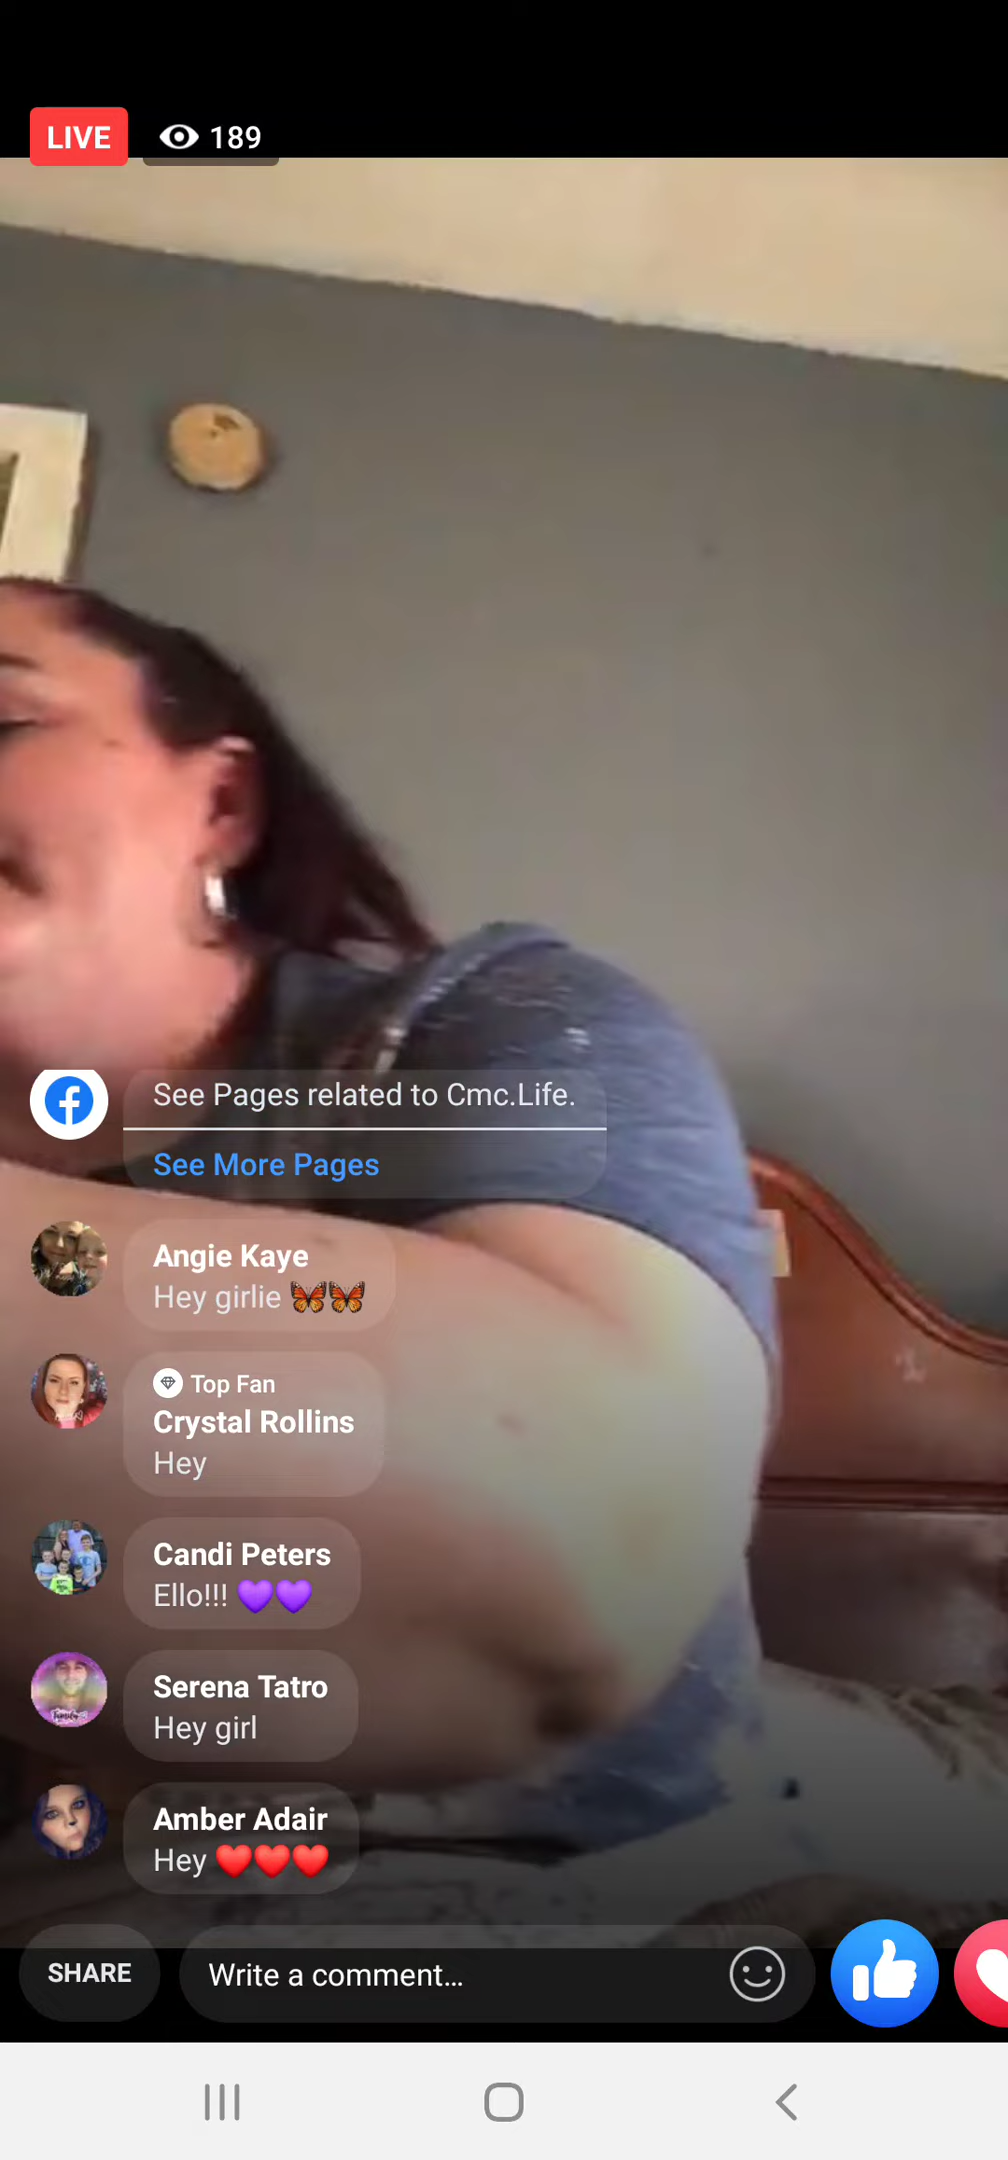 LIVE 189
See Pages related to Cmc.Life.
See More Pages
Angie Kaye
Hey girlie 🦋🦋
Top Fan
Crystal Rollins
Hey
Candi Peters
Ello!!! 💜💜
Serena Tatro
Hey girl
Amber Adair
Hey ❤️❤️❤️
SHARE Write a comment...